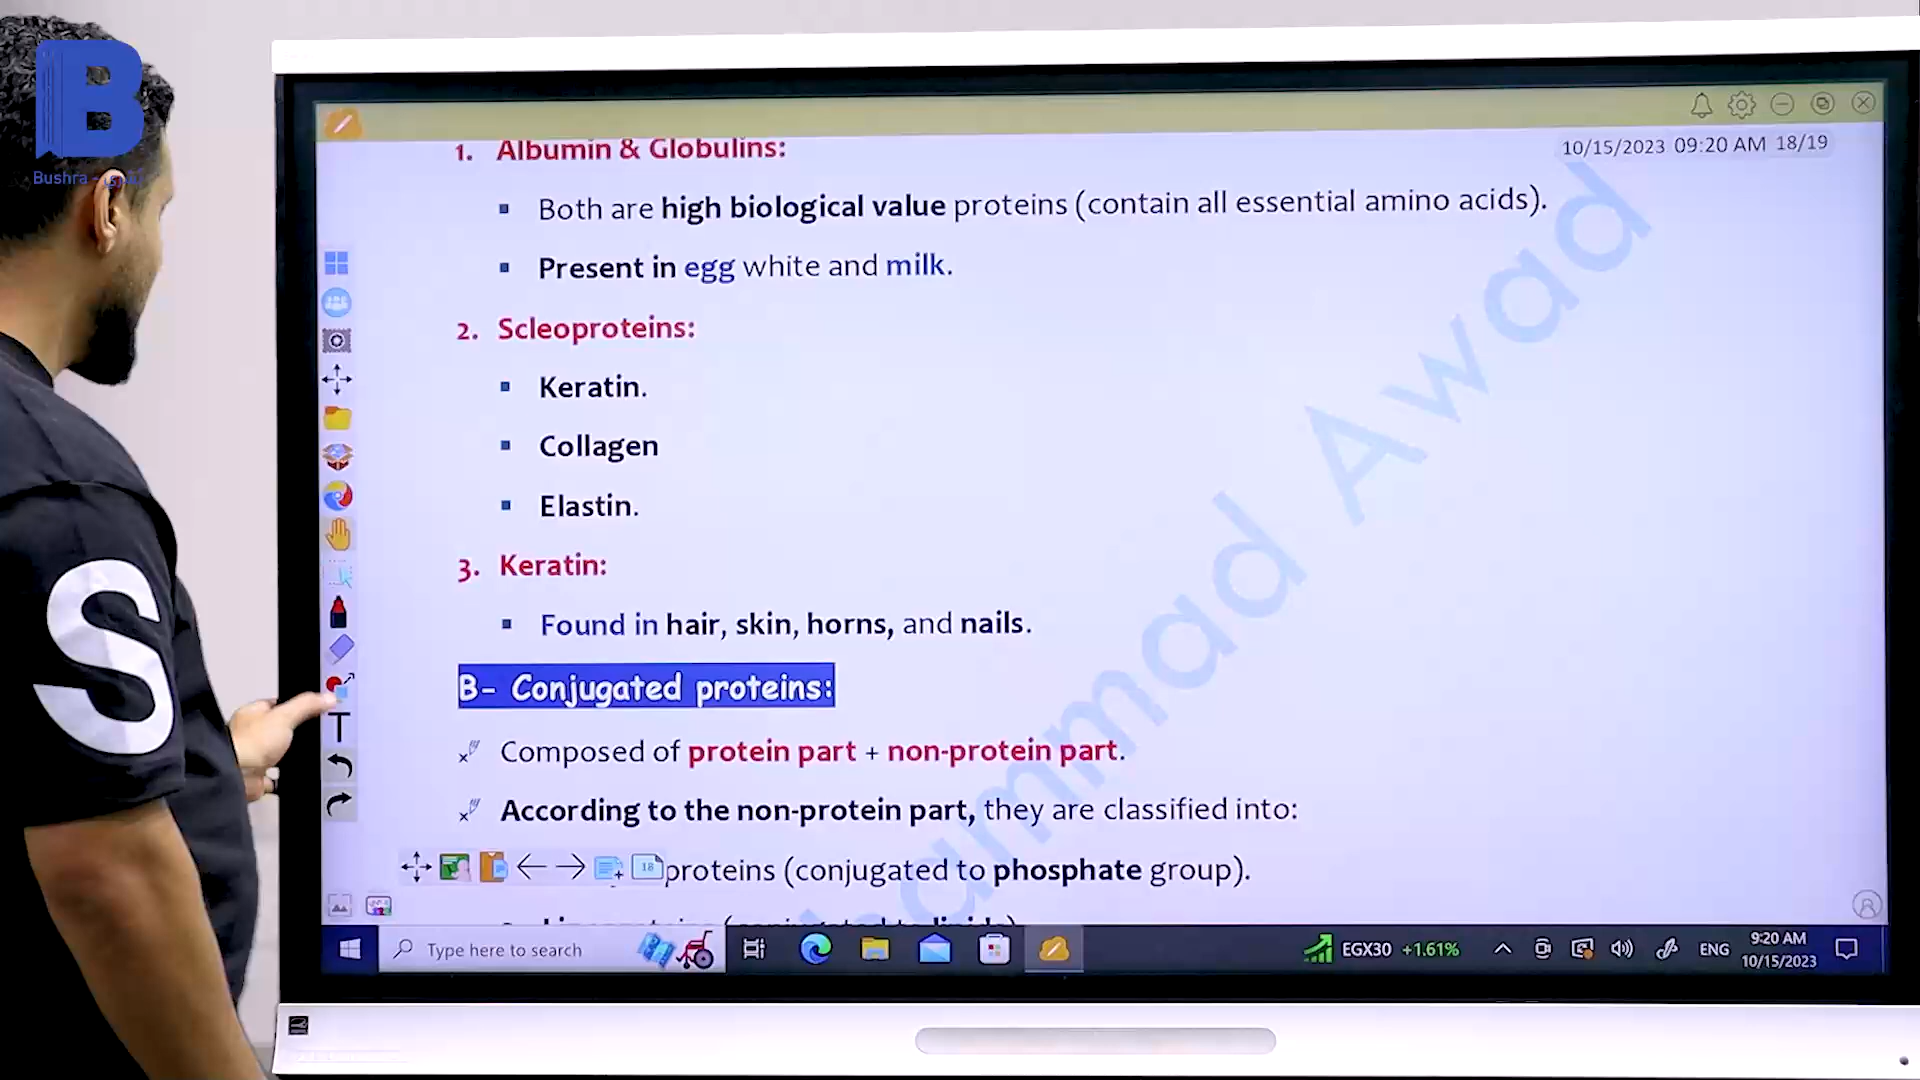 B
Bushra - بشرى
10/15/2023 09:20 AM 18/19
1. Albumin & Globulins:
Both are high biological value proteins (contain all essential amino acids).
Present in egg white and milk.
2. Scleoproteins:
Keratin.
Collagen
Elastin.
3. Keratin:
Found in hair, skin, horns, and nails.
B- Conjugated proteins:
Composed of protein part + non-protein part.
According to the non-protein part, they are classified into:
proteins (conjugated to phosphate group).
18
T
Type here to search
EGX30 +1.61%
ENG
9:20 AM
10/15/2023
S
ammad Awad